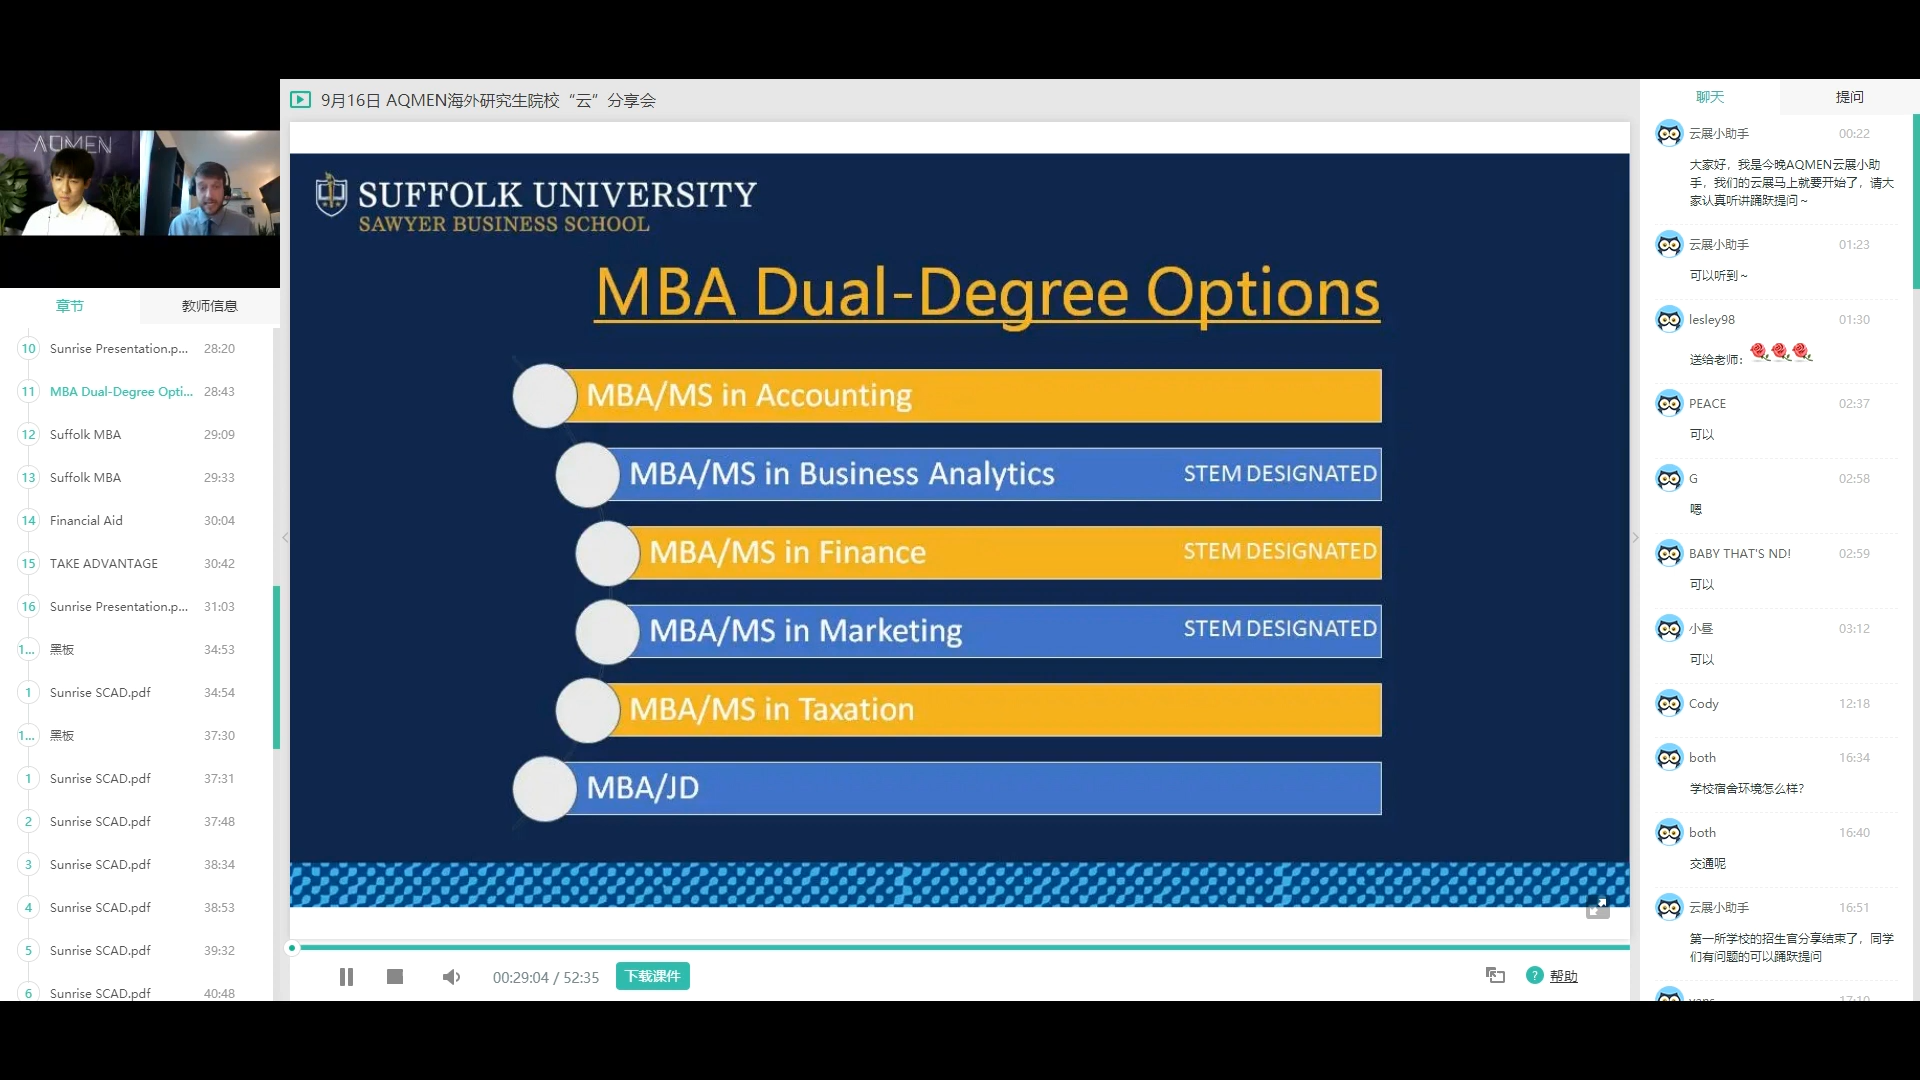 9月16日 AQMEN海外研究生院校“云”分享会
AQMEN
章节
教师信息
10 Sunrise Presentation.p... 28:20
11 MBA Dual-Degree Opti... 28:43
12 Suffolk MBA 29:09
13 Suffolk MBA 29:33
14 Financial Aid 30:04
15 TAKE ADVANTAGE 30:42
16 Sunrise Presentation.p... 31:03
1... 黑板 34:53
1 Sunrise SCAD.pdf 34:54
1... 黑板 37:30
1 Sunrise SCAD.pdf 37:31
2 Sunrise SCAD.pdf 37:48
3 Sunrise SCAD.pdf 38:34
4 Sunrise SCAD.pdf 38:53
5 Sunrise SCAD.pdf 39:32
6 Sunrise SCAD.pdf 40:48
SUFFOLK UNIVERSITY
SAWYER BUSINESS SCHOOL
MBA Dual-Degree Options
MBA/MS in Accounting
MBA/MS in Business Analytics STEM DESIGNATED
MBA/MS in Finance STEM DESIGNATED
MBA/MS in Marketing STEM DESIGNATED
MBA/MS in Taxation
MBA/JD
00:29:04 / 52:35
下载课件
? 帮助
聊天
提问
云展小助手 00:22
大家好，我是今晚AQMEN云展小助
手，我们的云展马上就要开始了，请大
家认真听讲踊跃提问~
云展小助手 01:23
可以听到~
lesley98 01:30
送给老师:
PEACE 02:37
可以
G 02:58
嗯
BABY THAT'S ND! 02:59
可以
小昼 03:12
可以
Cody 12:18
both 16:34
学校宿舍环境怎么样?
both 16:40
交通呢
云展小助手 16:51
第一所学校的招生官分享结束了，同学
们有问题的可以踊跃提问